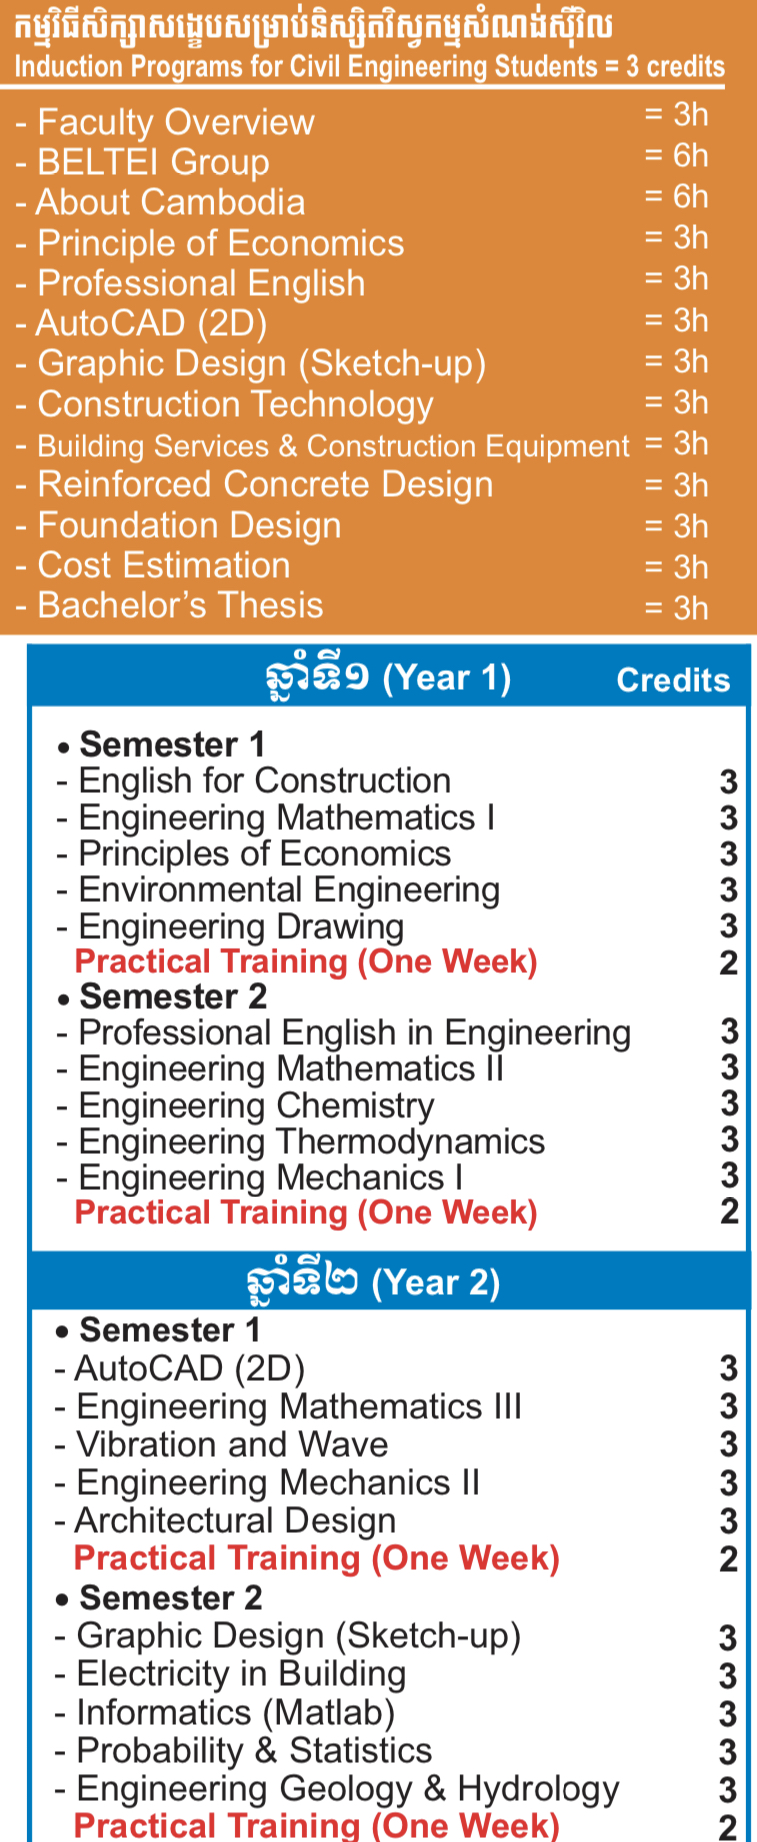 កម្មវិធីសិក្សាសង្ខេបសម្រាប់និស្សិតវិស្វកម្មសំណង់ស៊ីវិល
Induction Programs for Civil Engineering Students = 3 credits
- Faculty Overview = 3h
- BELTEI Group = 6h
- About Cambodia = 6h
- Principle of Economics = 3h
- Professional English = 3h
- AutoCAD (2D) = 3h
- Graphic Design (Sketch-up) = 3h
- Construction Technology = 3h
- Building Services & Construction Equipment = 3h
- Reinforced Concrete Design = 3h
- Foundation Design = 3h
- Cost Estimation = 3h
- Bachelor’s Thesis = 3h
ឆ្នាំទី១ (Year 1) Credits
• Semester 1
- English for Construction 3
- Engineering Mathematics I 3
- Principles of Economics 3
- Environmental Engineering 3
- Engineering Drawing 3
Practical Training (One Week) 2
• Semester 2
- Professional English in Engineering 3
- Engineering Mathematics II 3
- Engineering Chemistry 3
- Engineering Thermodynamics 3
- Engineering Mechanics I 3
Practical Training (One Week) 2
ឆ្នាំទី២ (Year 2)
• Semester 1
- AutoCAD (2D) 3
- Engineering Mathematics III 3
- Vibration and Wave 3
- Engineering Mechanics II 3
- Architectural Design 3
Practical Training (One Week) 2
• Semester 2
- Graphic Design (Sketch-up) 3
- Electricity in Building 3
- Informatics (Matlab) 3
- Probability & Statistics 3
- Engineering Geology & Hydrology 3
Practical Training (One Week) 2